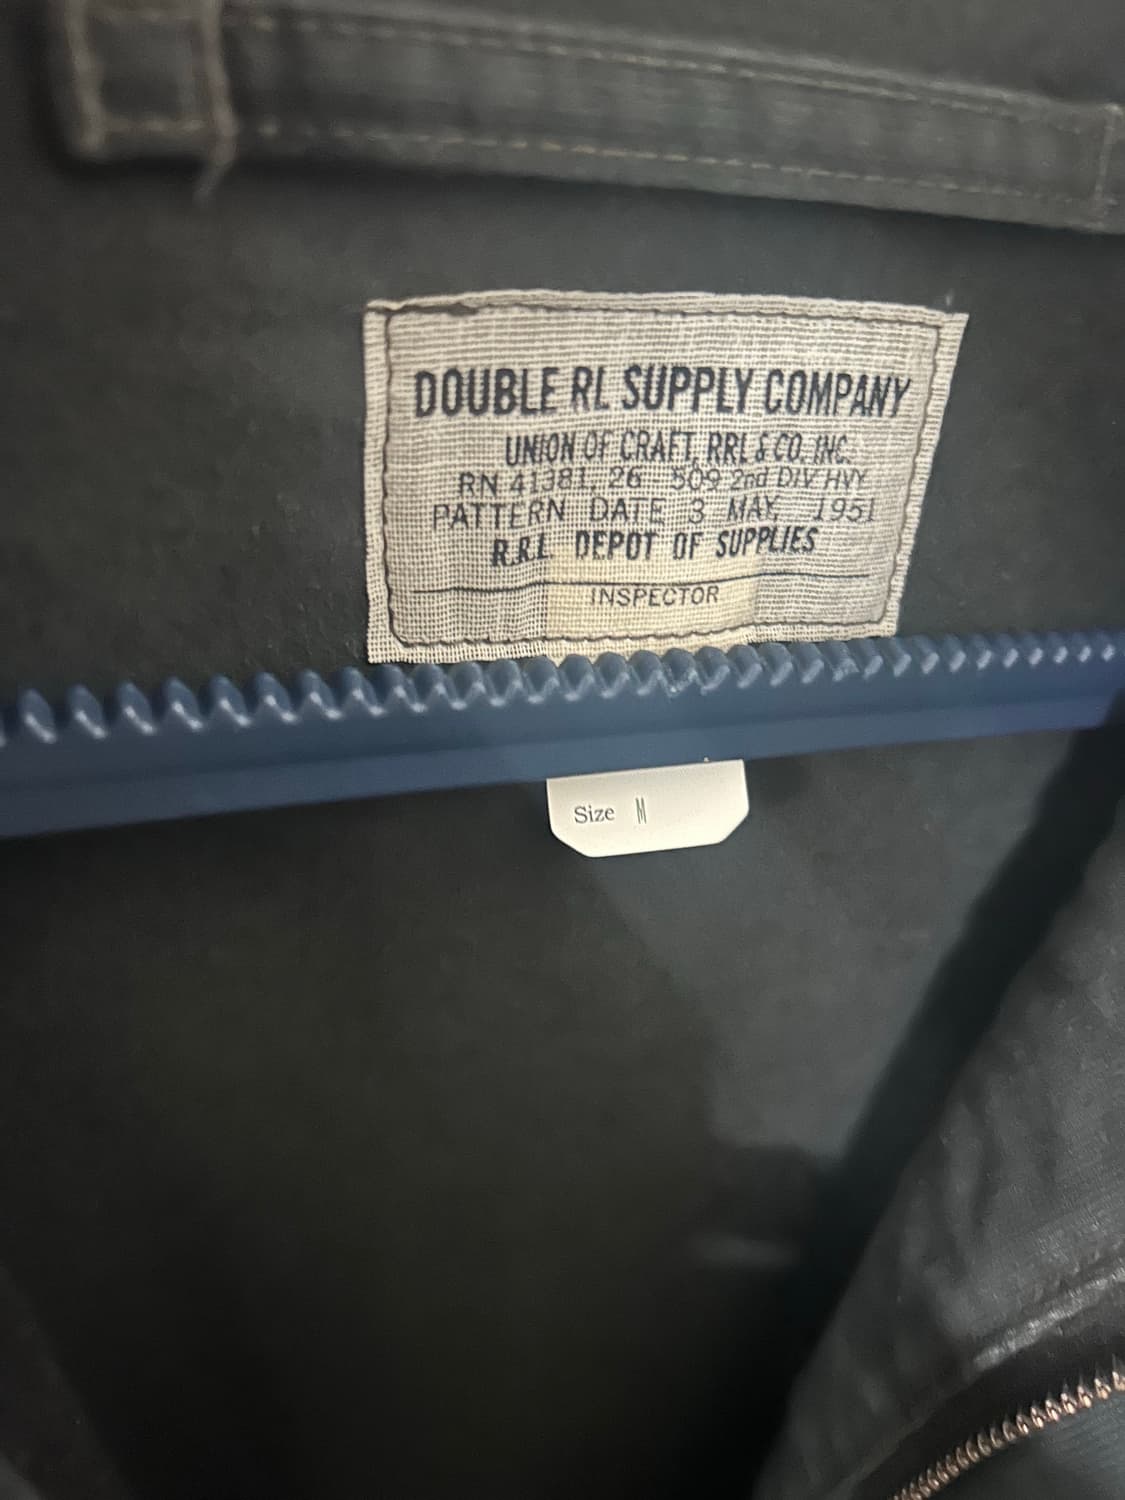 DOUBLE RL SUPPLY COMPANY
UNION OF CRAFT, RRL & CO. INC.
RN 41381, 26 - 509 2nd DIV HVY
PATTERN DATE 3 MAY, 1951
R.R.L. DEPOT OF SUPPLIES
INSPECTOR
Size M